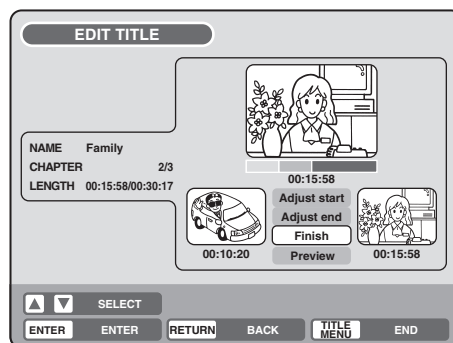 EDIT TITLE
NAME Family
CHAPTER 2/3
LENGTH 00:15:58/00:30:17
00:15:58
Adjust start
Adjust end
Finish
Preview
00:10:20
00:15:58
SELECT
ENTER ENTER RETURN BACK TITLE MENU END